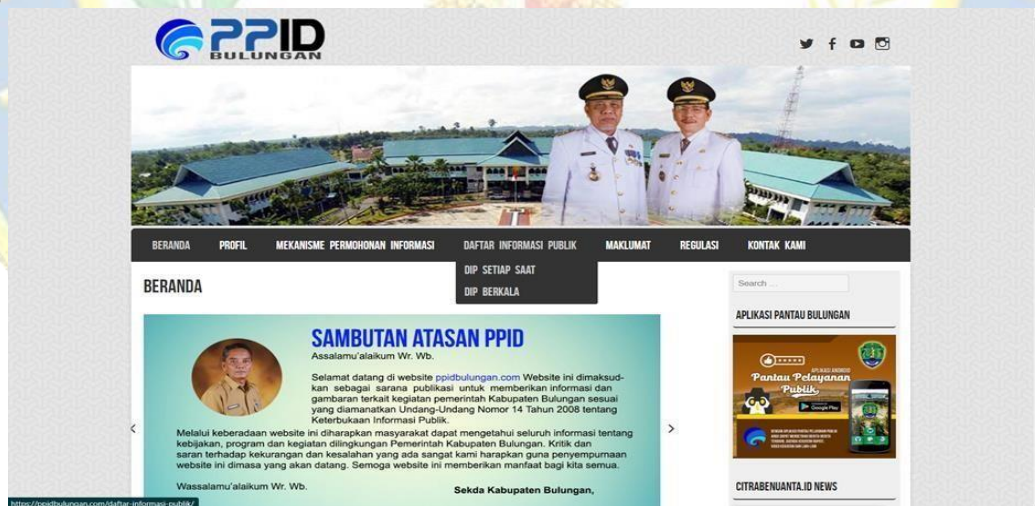 PPID
BULUNGAN
BERANDA PROFIL MEKANISME PERMOHONAN INFORMASI DAFTAR INFORMASI PUBLIK MAKLUMAT REGULASI KONTAK KAMI
DIP SETIAP SAAT
DIP BERKALA
BERANDA
SAMBUTAN ATASAN PPID
Assalamu'alaikum Wr. Wb.
Selamat datang di website ppidbulungan.com Website ini dimaksud-
kan sebagai sarana publikasi untuk memberikan informasi dan
gambaran terkait kegiatan pemerintah Kabupaten Bulungan sesuai
yang diamanatkan Undang-Undang Nomor 14 Tahun 2008 tentang
Keterbukaan Informasi Publik.
Melalui keberadaan website ini diharapkan masyarakat dapat mengetahui seluruh informasi tentang
kebijakan, program dan kegiatan dilingkungan Pemerintah Kabupaten Bulungan. Kritik dan
saran terhadap kekurangan dan kesalahan yang ada sangat kami harapkan guna penyempurnaan
website ini dimasa yang akan datang. Semoga website ini memberikan manfaat bagi kita semua.
Wassalamu'alaikum Wr. Wb.
Sekda Kabupaten Bulungan,
Search ...
APLIKASI PANTAU BULUNGAN
APLIKASI ANDROID
Pantau Pelayanan
Publik
Google Play
CITRABENUANTA.ID NEWS
https://ppidbulungan.com/daftar-informasi-publik/